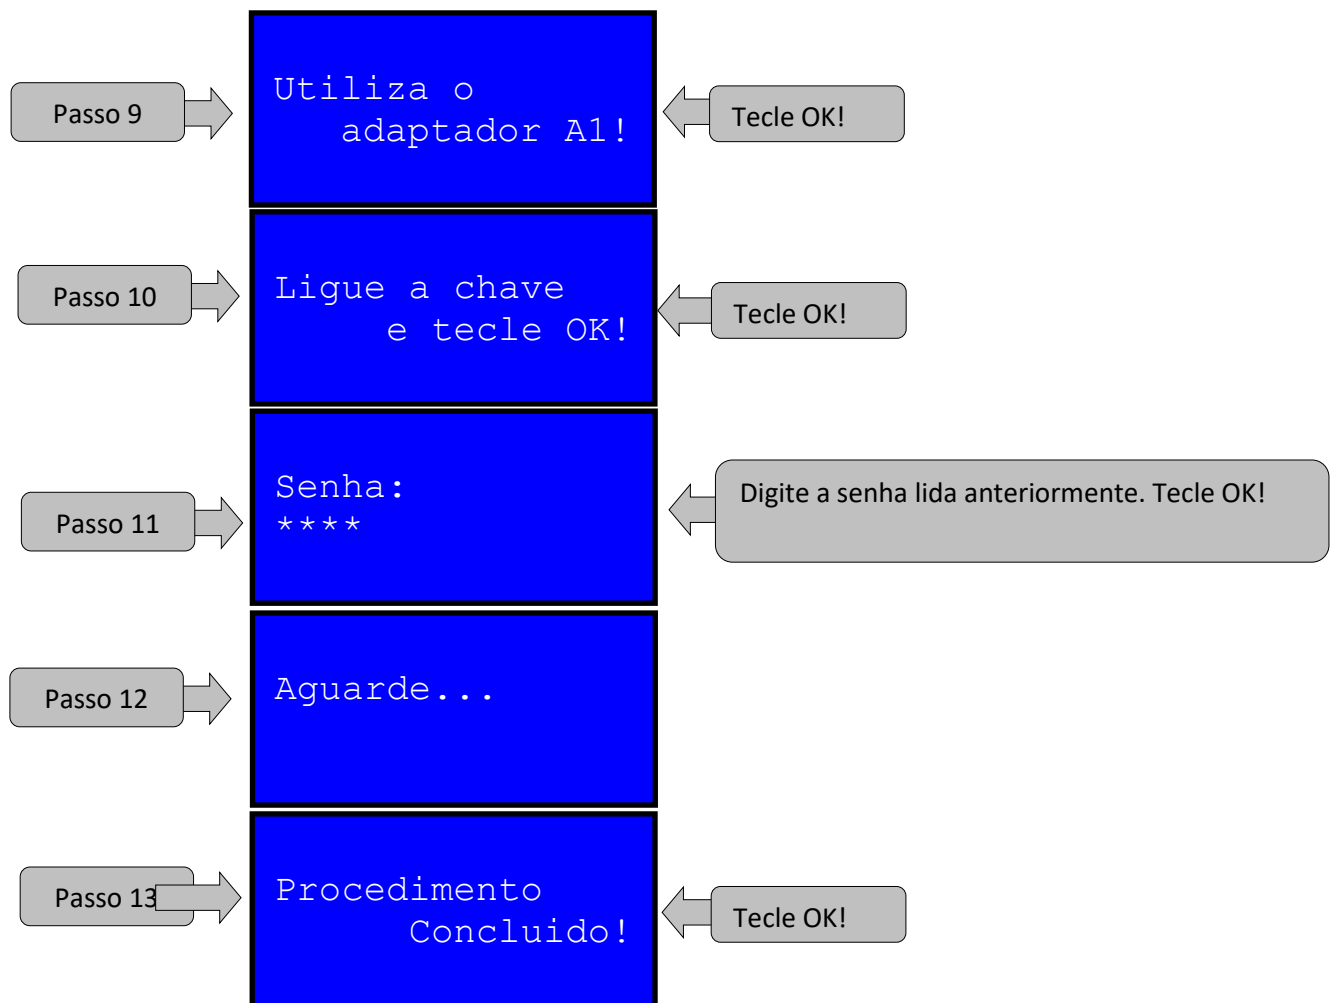 Passo 9
Utiliza o
adaptador A1!
Tecle OK!
Passo 10
Ligue a chave
e tecle OK!
Tecle OK!
Passo 11
Senha:
****
Digite a senha lida anteriormente. Tecle OK!
Passo 12
Aguarde...
Passo 13
Procedimento
Concluido!
Tecle OK!